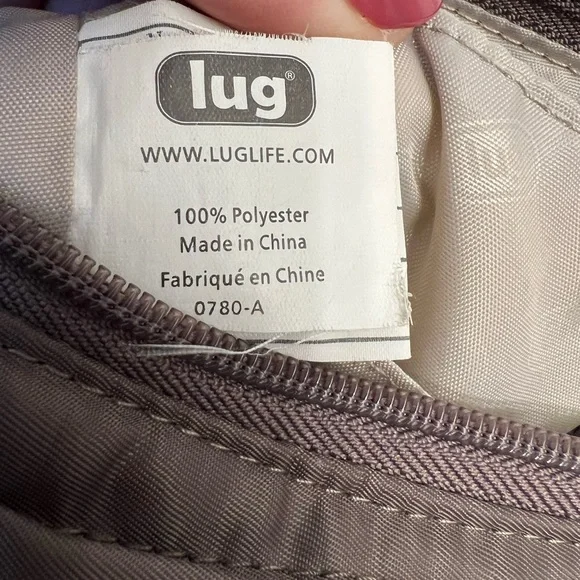 lug®
WWW.LUGLIFE.COM
100% Polyester
Made in China
Fabriqué en Chine
0780-A